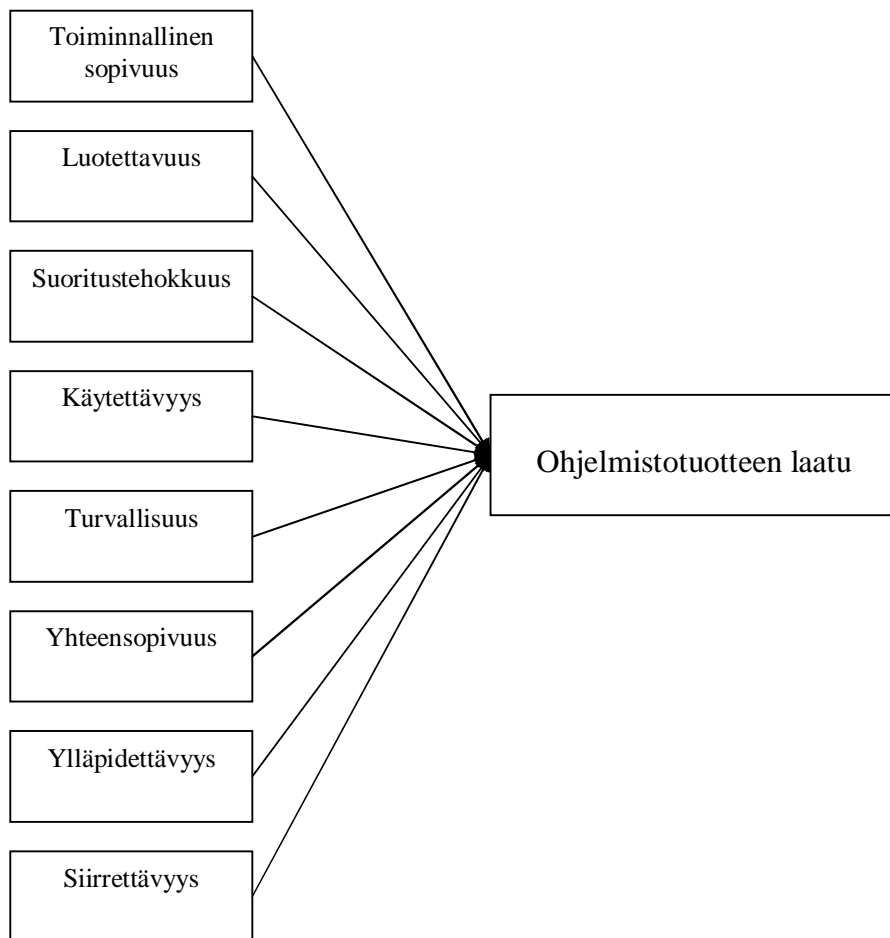 Toiminnallinen
sopivuus
Luotettavuus
Suoritustehokkuus
Käytettävyys
Ohjelmistotuotteen laatu
Turvallisuus
Yhteensopivuus
Ylläpidettävyys
Siirrettävyys